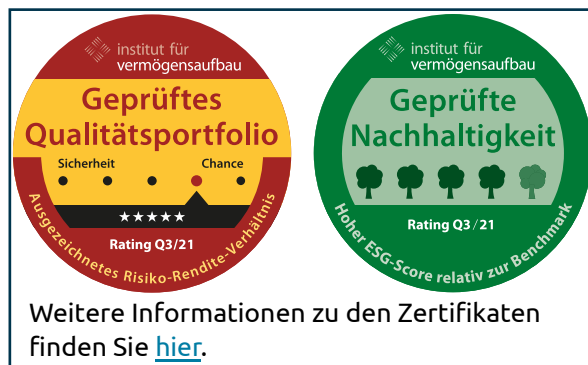 institut für
vermögensaufbau
Geprüftes
Qualitätsportfolio
Sicherheit Chance
★★★★★
Rating Q3/21
Ausgezeichnetes Risiko-Rendite-Verhältnis
institut für
vermögensaufbau
Geprüfte
Nachhaltigkeit
Rating Q3/21
Hoher ESG-Score relativ zur Benchmark
Weitere Informationen zu den Zertifikaten
finden Sie hier.